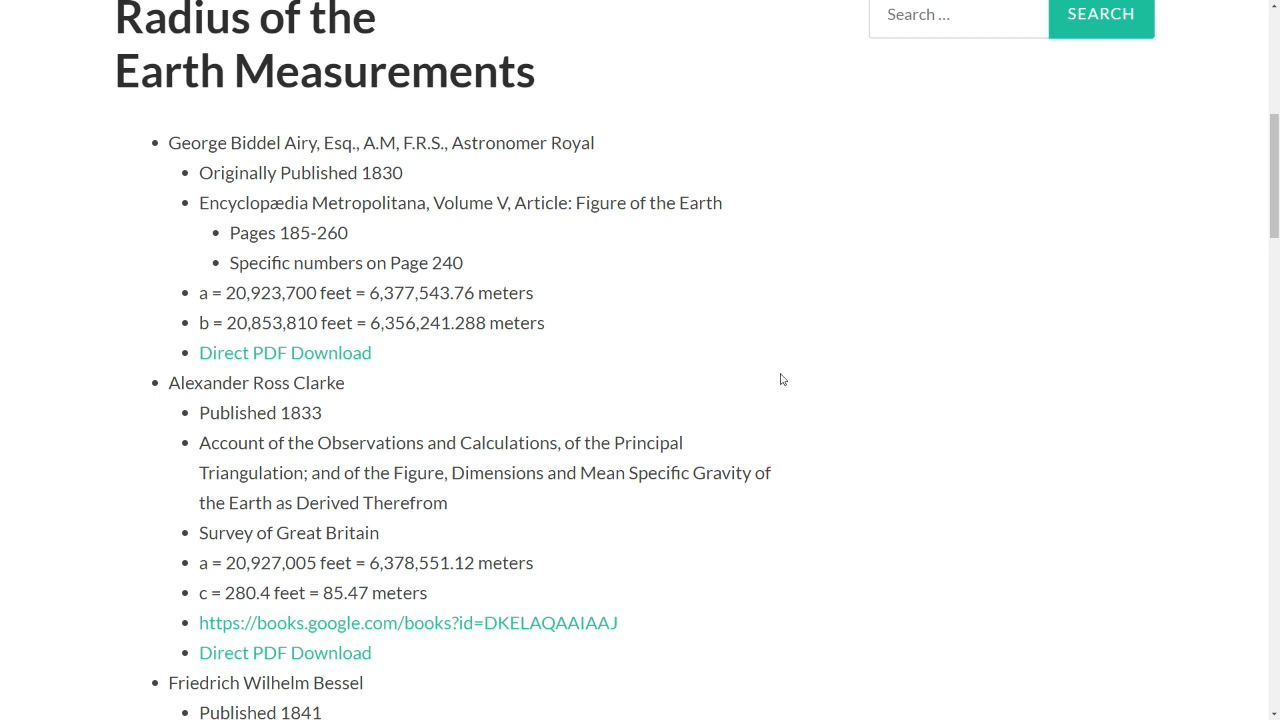 Radius of the
Earth Measurements
Search …
SEARCH
George Biddel Airy, Esq., A.M, F.R.S., Astronomer Royal
Originally Published 1830
Encyclopædia Metropolitana, Volume V, Article: Figure of the Earth
Pages 185-260
Specific numbers on Page 240
a = 20,923,700 feet = 6,377,543.76 meters
b = 20,853,810 feet = 6,356,241.288 meters
Direct PDF Download
Alexander Ross Clarke
Published 1833
Account of the Observations and Calculations, of the Principal
Triangulation; and of the Figure, Dimensions and Mean Specific Gravity of
the Earth as Derived Therefrom
Survey of Great Britain
a = 20,927,005 feet = 6,378,551.12 meters
c = 280.4 feet = 85.47 meters
https://books.google.com/books?id=DKELAQAAIAAJ
Direct PDF Download
Friedrich Wilhelm Bessel
Published 1841